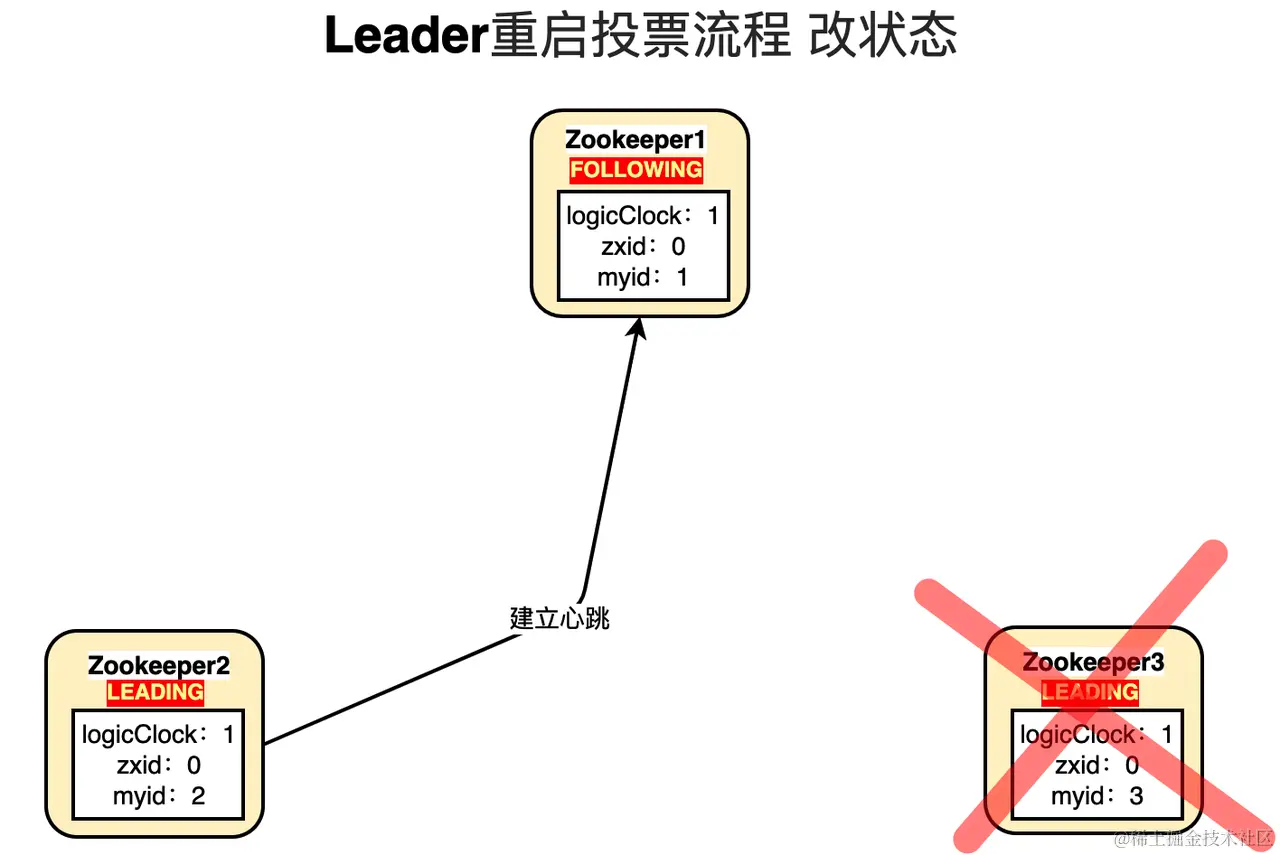 Leader重启投票流程 改状态
Zookeeper1
FOLLOWING
logicClock：1
zxid：0
myid：1
建立心跳
Zookeeper2
LEADING
logicClock：1
zxid：0
myid：2
Zookeeper3
LEADING
logicClock：1
zxid：0
myid：3
@稀土掘金技术社区